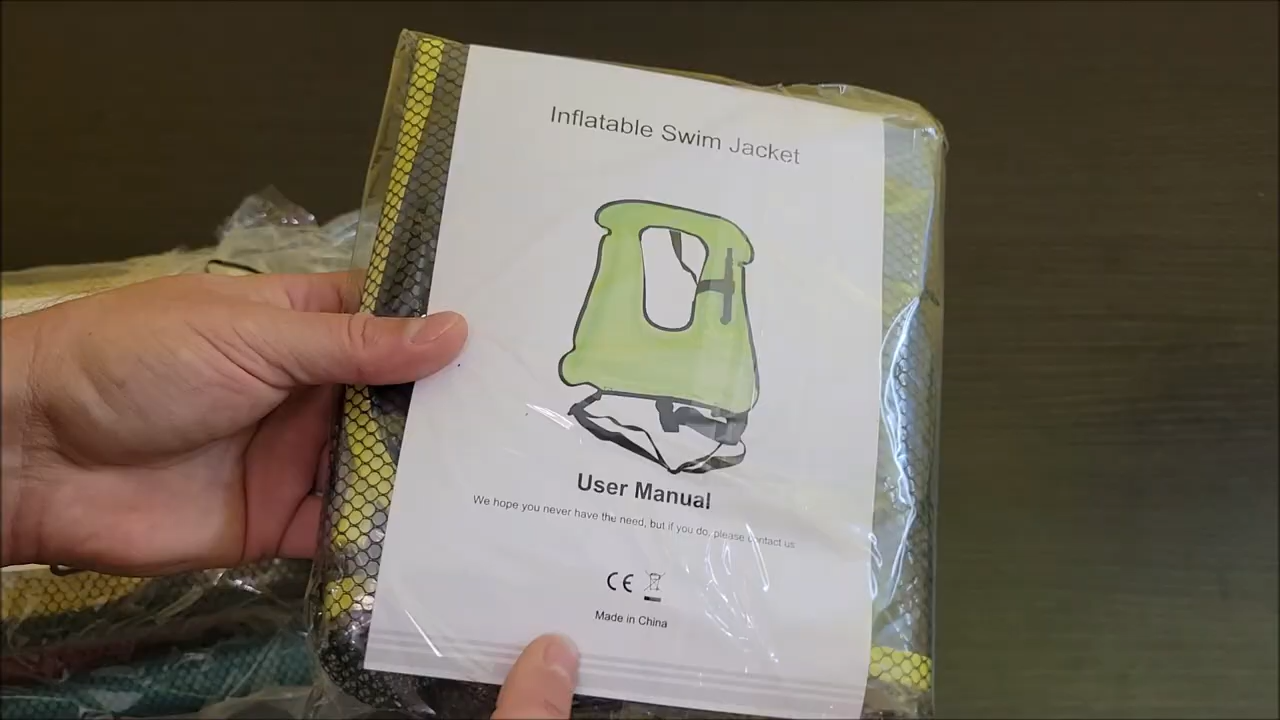 Inflatable Swim Jacket
User Manual
We hope you never have the need, but if you do, please contact us
CE
Made in China